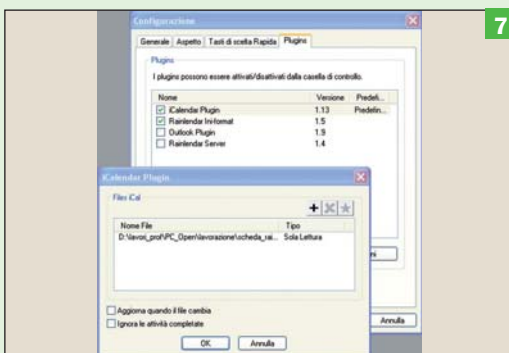 7
Configurazione
Generale Aspetto Tasti di scelta Rapida Plugins
Plugins
I plugins possono essere attivati/disattivati dalla casella di controllo.
Nome Versione Predefi...
iCalendar Plugin 1.13 Predefin...
Rainlendar Ini-format 1.5
Outlook Plugin 1.9
Rainlendar Server 1.4
ni
Annulla
iCalendar Plugin
Files iCal
Nome File Tipo
D:\lavori_prof\PC_Open\lavorazione\scheda_rai... Sola Lettura
Aggiorna quando il file cambia
Ignora le attività completate
OK Annulla